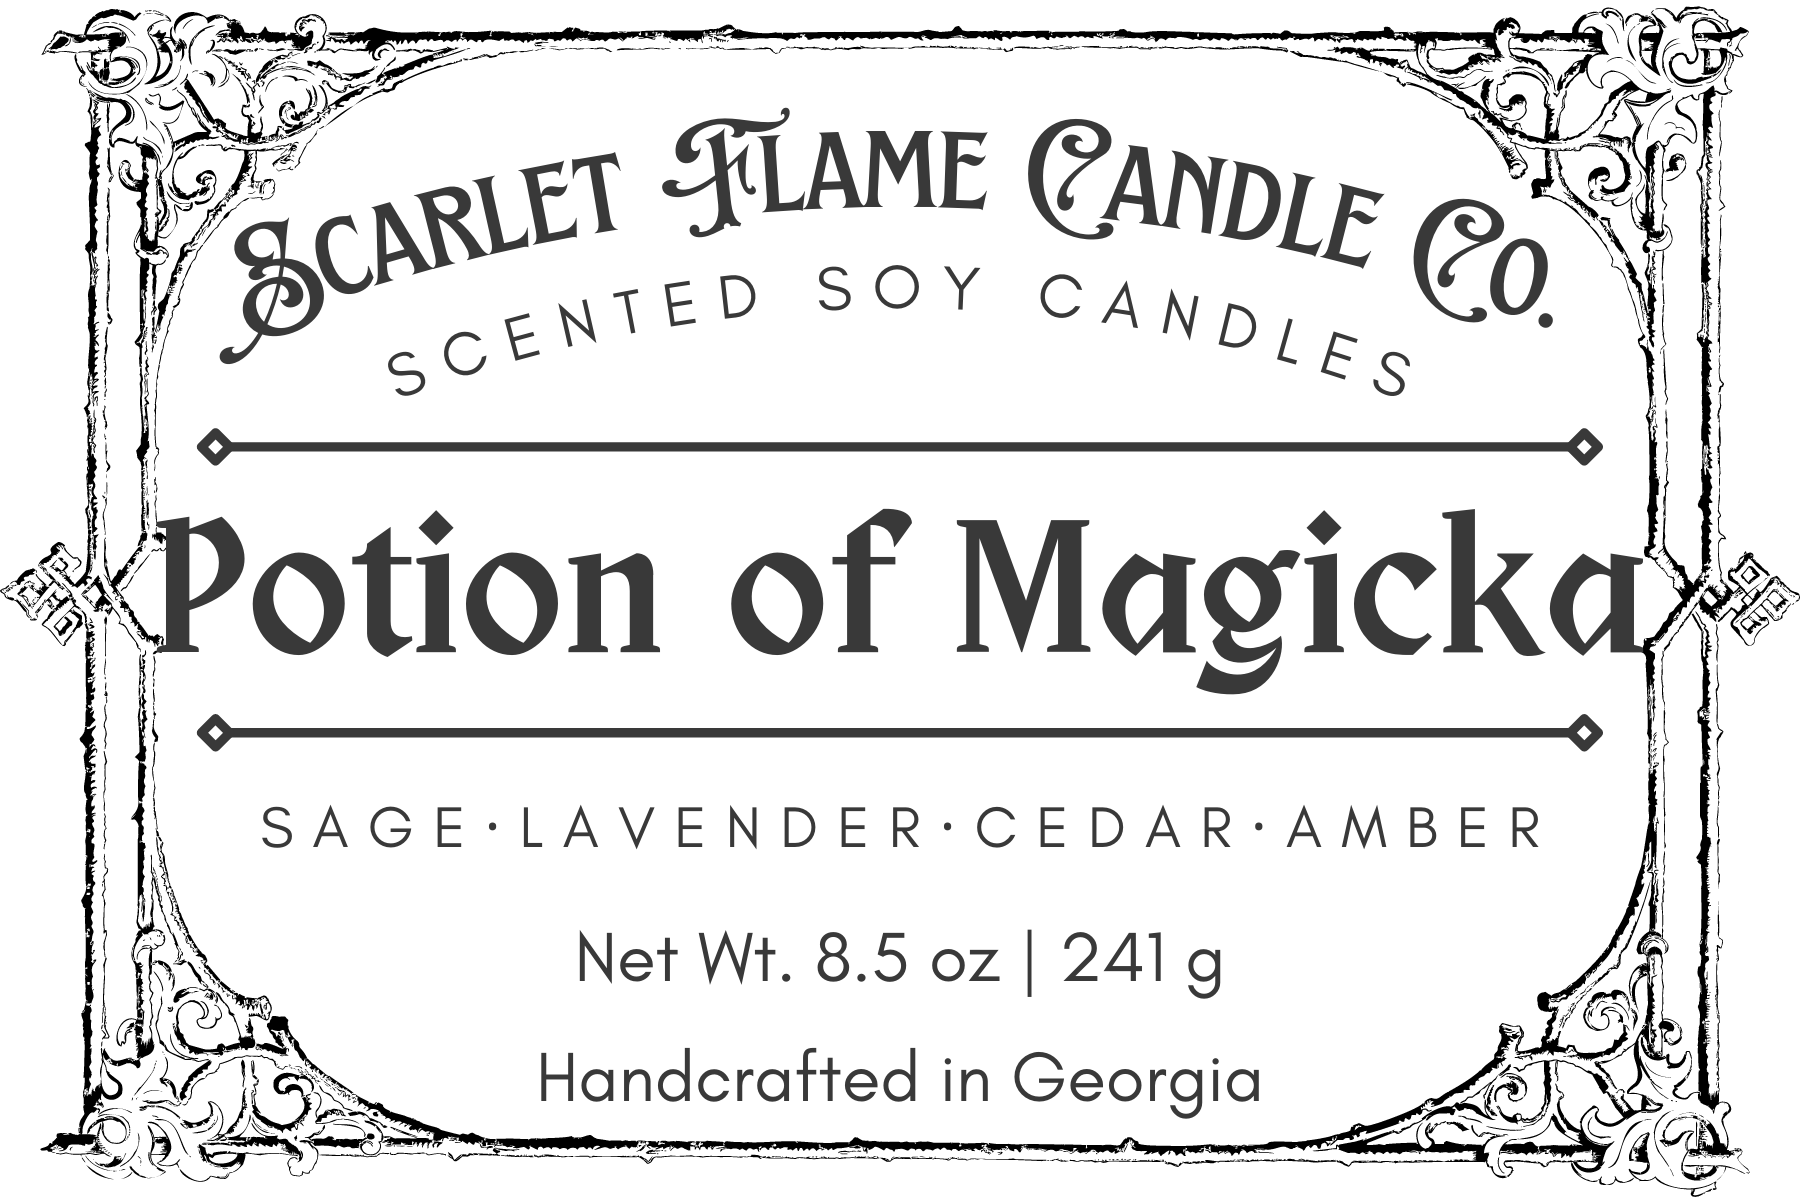 Scarlet Flame Candle Co.
SCENTED SOY CANDLES
Potion of Magicka
SAGE·LAVENDER·CEDAR·AMBER
Net Wt. 8.5 oz | 241 g
Handcrafted in Georgia